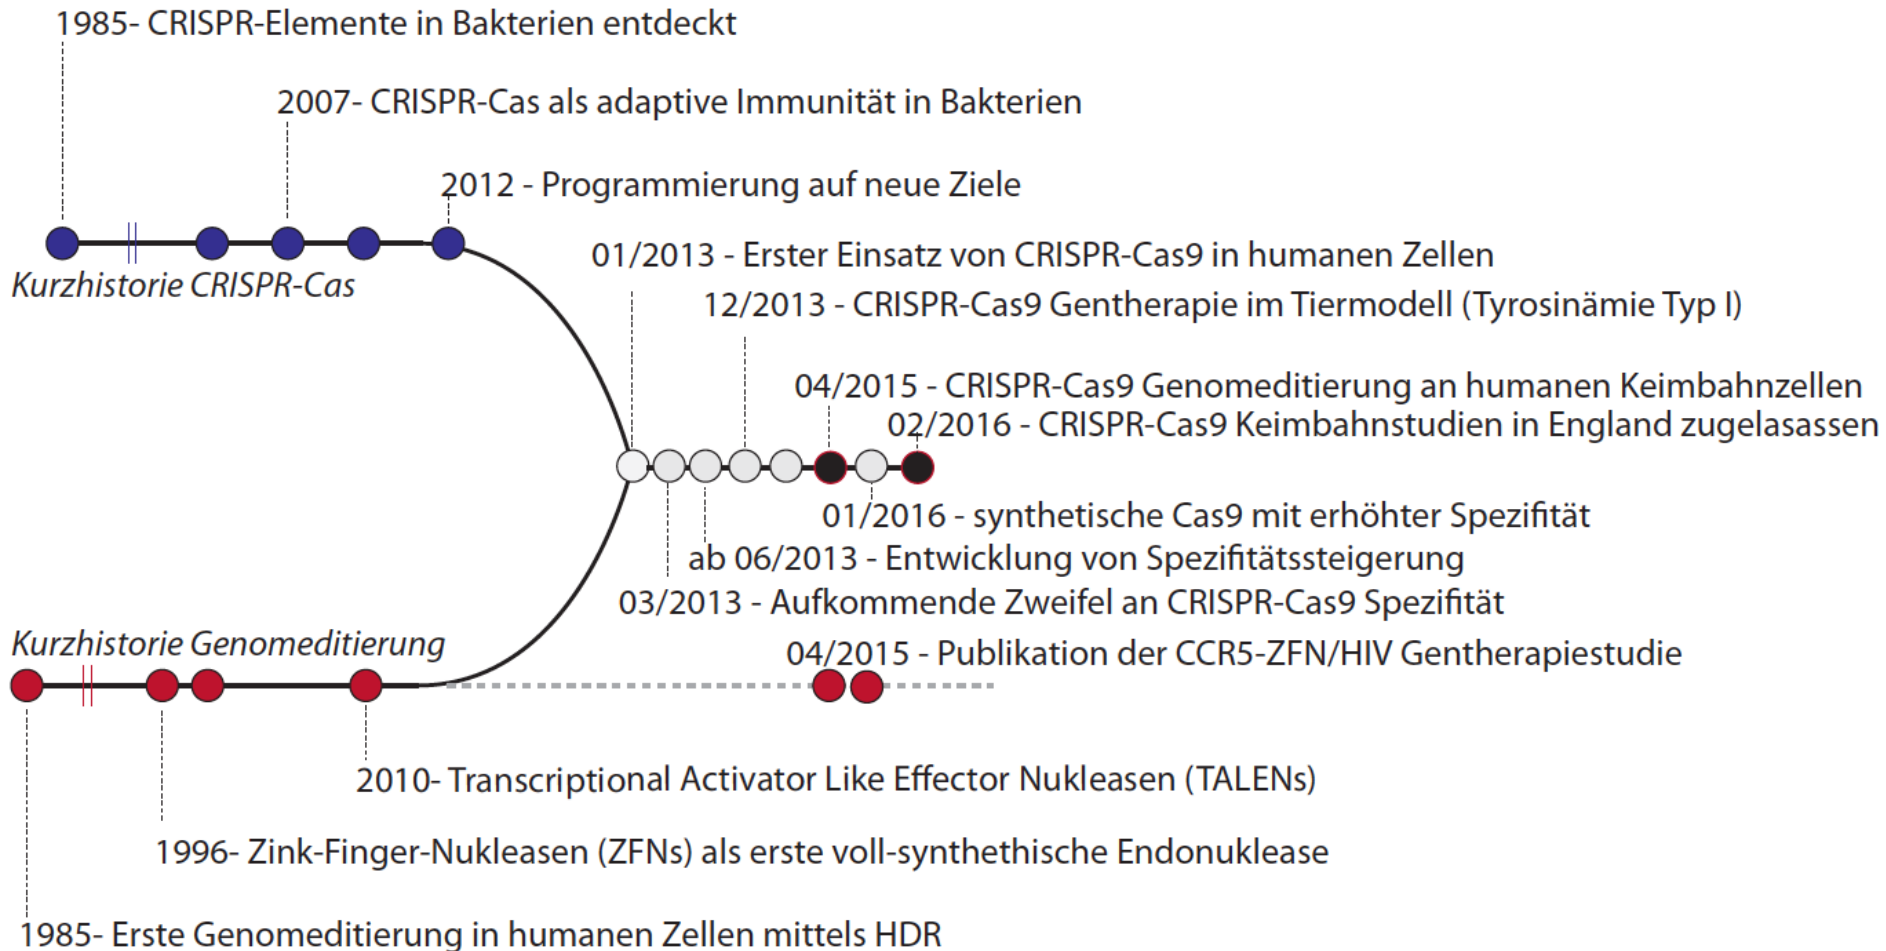 1985- CRISPR-Elemente in Bakterien entdeckt
2007- CRISPR-Cas als adaptive Immunität in Bakterien
2012 - Programmierung auf neue Ziele
Kurzhistorie CRISPR-Cas
01/2013 - Erster Einsatz von CRISPR-Cas9 in humanen Zellen
12/2013 - CRISPR-Cas9 Gentherapie im Tiermodell (Tyrosinämie Typ I)
04/2015 - CRISPR-Cas9 Genomeditierung an humanen Keimbahnzellen
02/2016 - CRISPR-Cas9 Keimbahnstudien in England zugelasassen
01/2016 - synthetische Cas9 mit erhöhter Spezifität
ab 06/2013 - Entwicklung von Spezifitätssteigerung
03/2013 - Aufkommende Zweifel an CRISPR-Cas9 Spezifität
Kurzhistorie Genomeditierung
04/2015 - Publikation der CCR5-ZFN/HIV Gentherapiestudie
2010- Transcriptional Activator Like Effector Nukleasen (TALENs)
1996- Zink-Finger-Nukleasen (ZFNs) als erste voll-synthethische Endonuklease
1985- Erste Genomeditierung in humanen Zellen mittels HDR